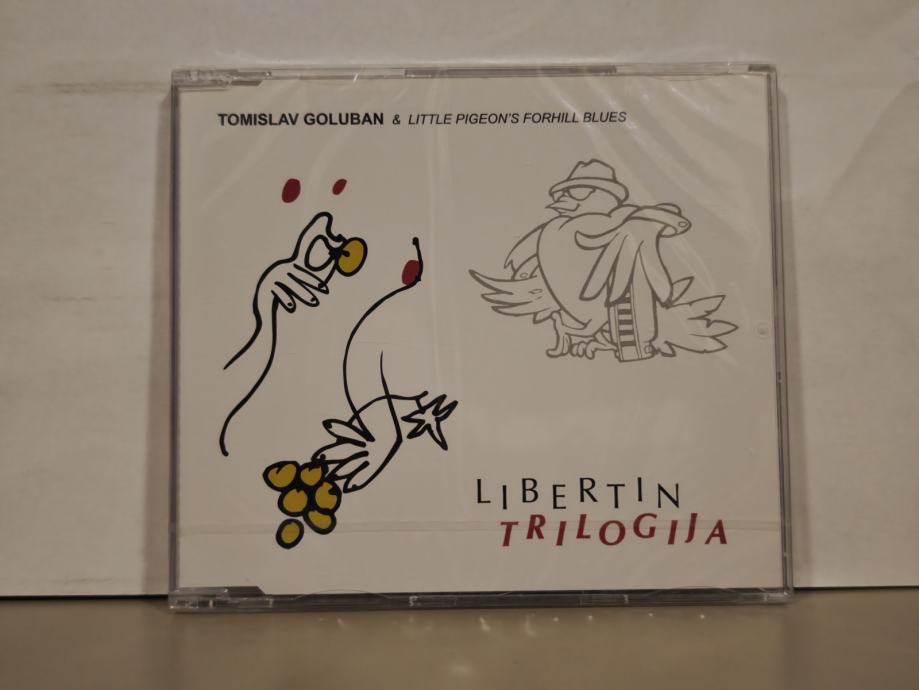 TOMISLAV GOLUBAN & LITTLE PIGEON'S FORHILL BLUES
LIBERTIN
TRILOGIJA